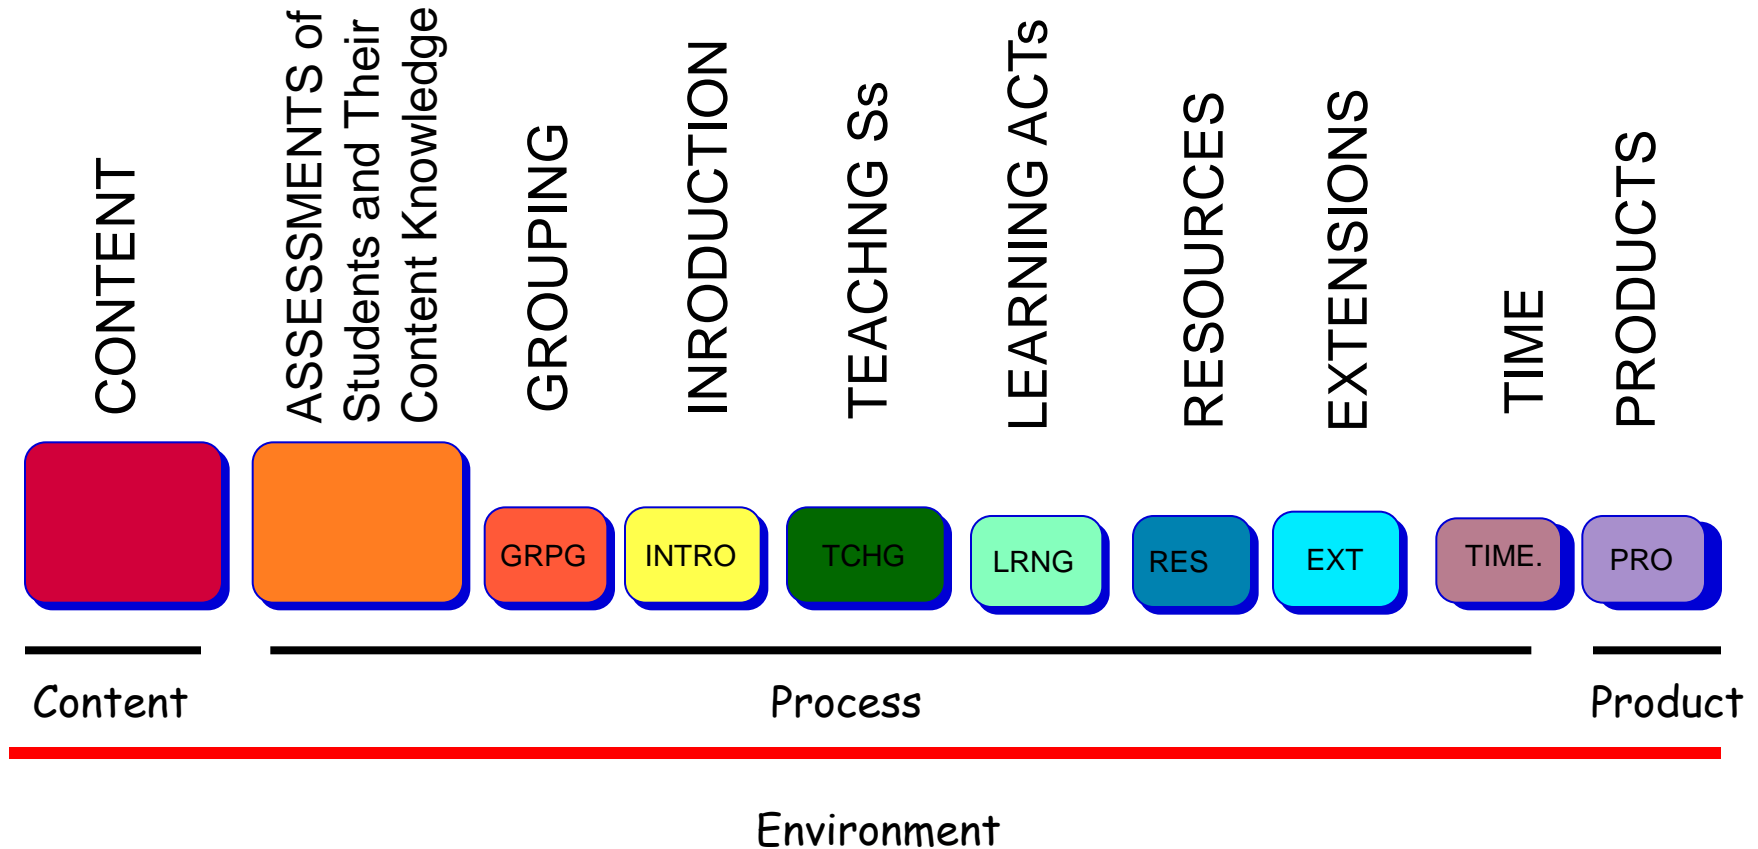 CONTENT
ASSESSMENTS of
Students and Their
Content Knowledge
GROUPING
INRODUCTION
TEACHNG Ss
LEARNING ACTs
RESOURCES
EXTENSIONS
TIME
PRODUCTS
GRPG
INTRO
TCHG
LRNG
RES
EXT
TIME.
PRO
Content
Process
Product
Environment